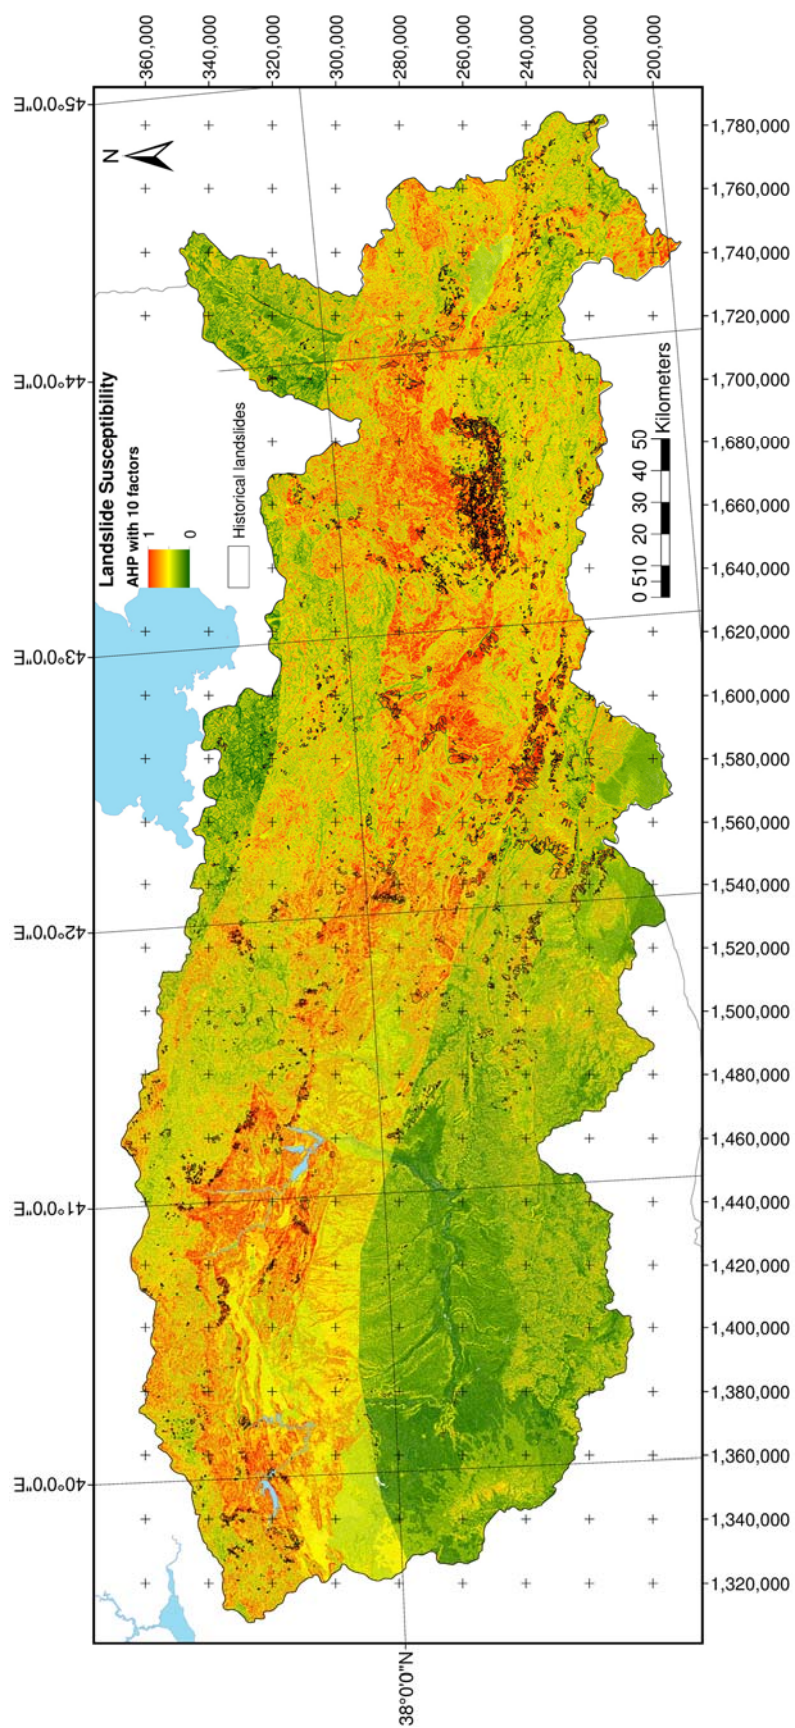 45°0'0"E
44°0'0"E
43°0'0"E
42°0'0"E
41°0'0"E
40°0'0"E
360,000
340,000
320,000
300,000
280,000
260,000
240,000
220,000
200,000
N
Landslide Susceptibility
AHP with 10 factors
1
0
Historical landslides
0 510 20 30 40 50
Kilometers
38°0'0"N
1,320,000
1,340,000
1,360,000
1,380,000
1,400,000
1,420,000
1,440,000
1,460,000
1,480,000
1,500,000
1,520,000
1,540,000
1,560,000
1,580,000
1,600,000
1,620,000
1,640,000
1,660,000
1,680,000
1,700,000
1,720,000
1,740,000
1,760,000
1,780,000